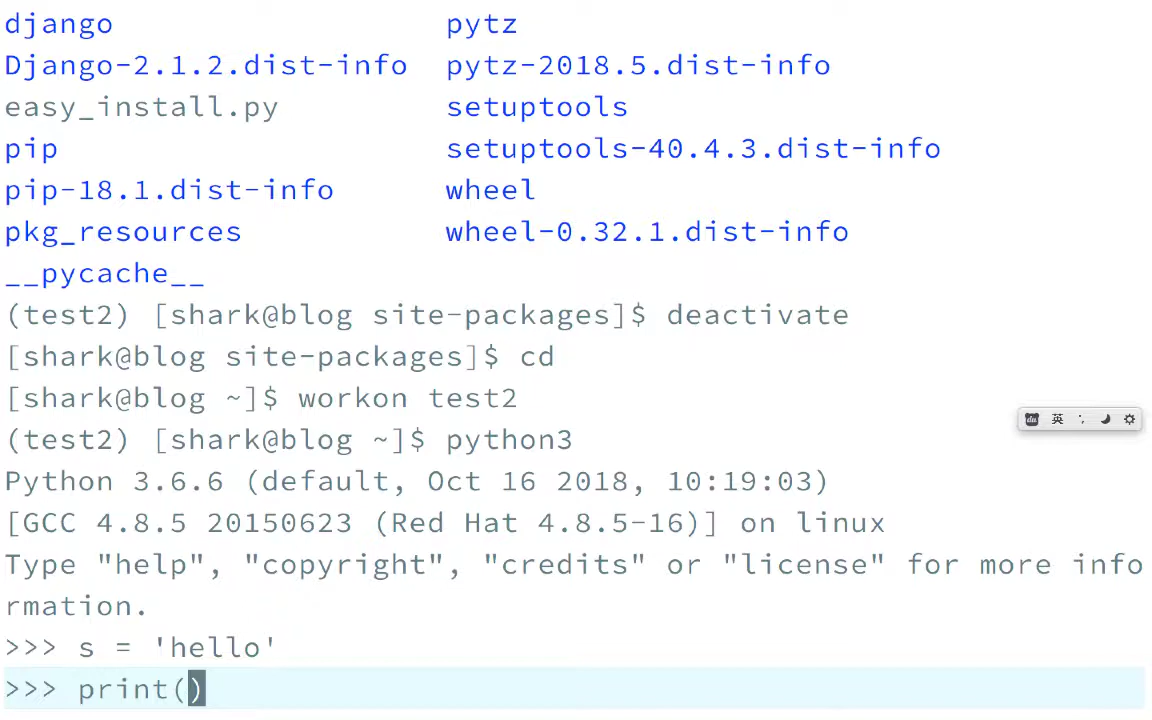 django pytz
Django-2.1.2.dist-info pytz-2018.5.dist-info
easy_install.py setuptools
pip setuptools-40.4.3.dist-info
pip-18.1.dist-info wheel
pkg_resources wheel-0.32.1.dist-info
__pycache__
(test2) [shark@blog site-packages]$ deactivate
[shark@blog site-packages]$ cd
[shark@blog ~]$ workon test2
英
(test2) [shark@blog ~]$ python3
Python 3.6.6 (default, Oct 16 2018, 10:19:03)
[GCC 4.8.5 20150623 (Red Hat 4.8.5-16)] on linux
Type "help", "copyright", "credits" or "license" for more info
rmation.
>>> s = 'hello'
>>> print()